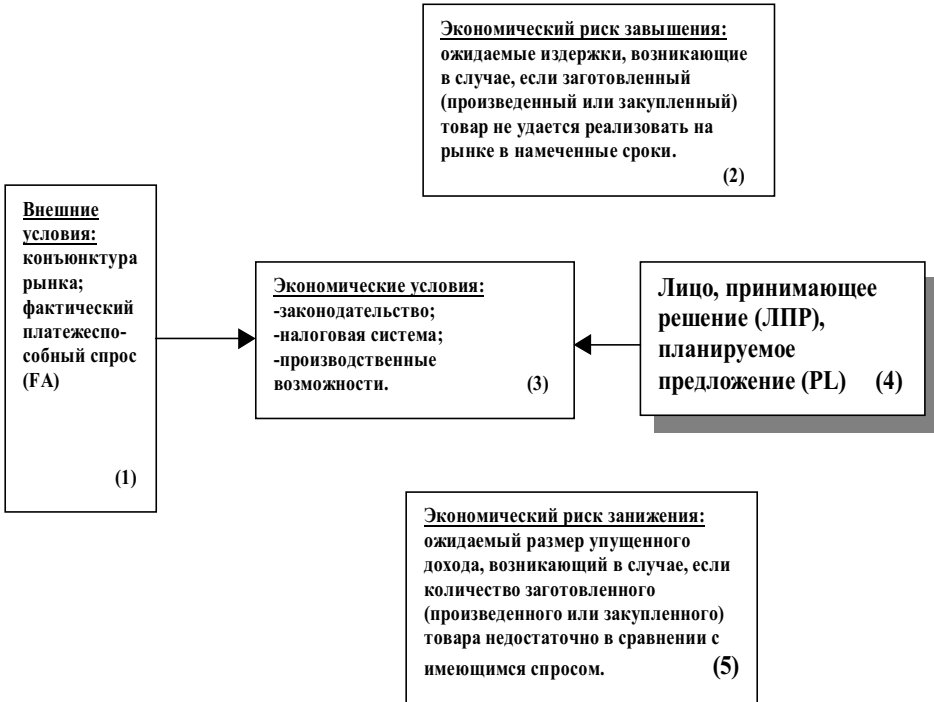 Экономический риск завышения:
ожидаемые издержки, возникающие
в случае, если заготовленный
(произведенный или закупленный)
товар не удается реализовать на
рынке в намеченные сроки.
(2)
Внешние
условия:
конъюнктура
рынка;
фактический
платежеспо-
собный спрос
(FA)
(1)
Экономические условия:
-законодательство;
-налоговая система;
-производственные
возможности. (3)
Лицо, принимающее
решение (ЛПР),
планируемое
предложение (PL) (4)
Экономический риск занижения:
ожидаемый размер упущенного
дохода, возникающий в случае, если
количество заготовленного
(произведенного или закупленного)
товара недостаточно в сравнении с
имеющимся спросом. (5)